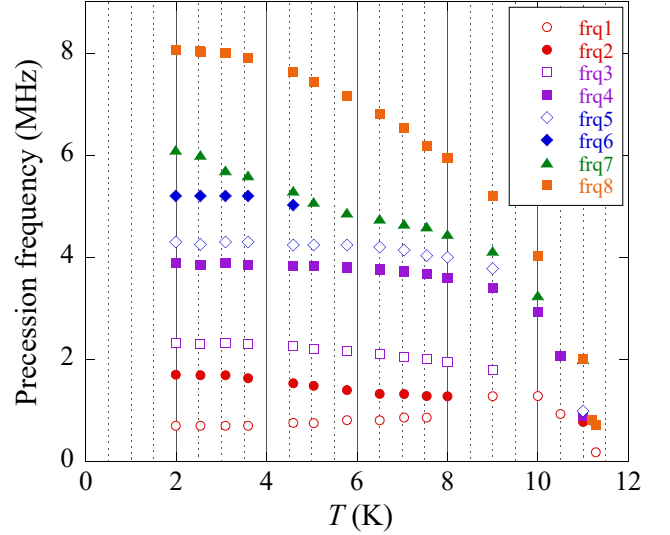 Precession frequency (MHz)
8
6
4
2
0
frq1
frq2
frq3
frq4
frq5
frq6
frq7
frq8
0 2 4 6 8 10 12
T (K)